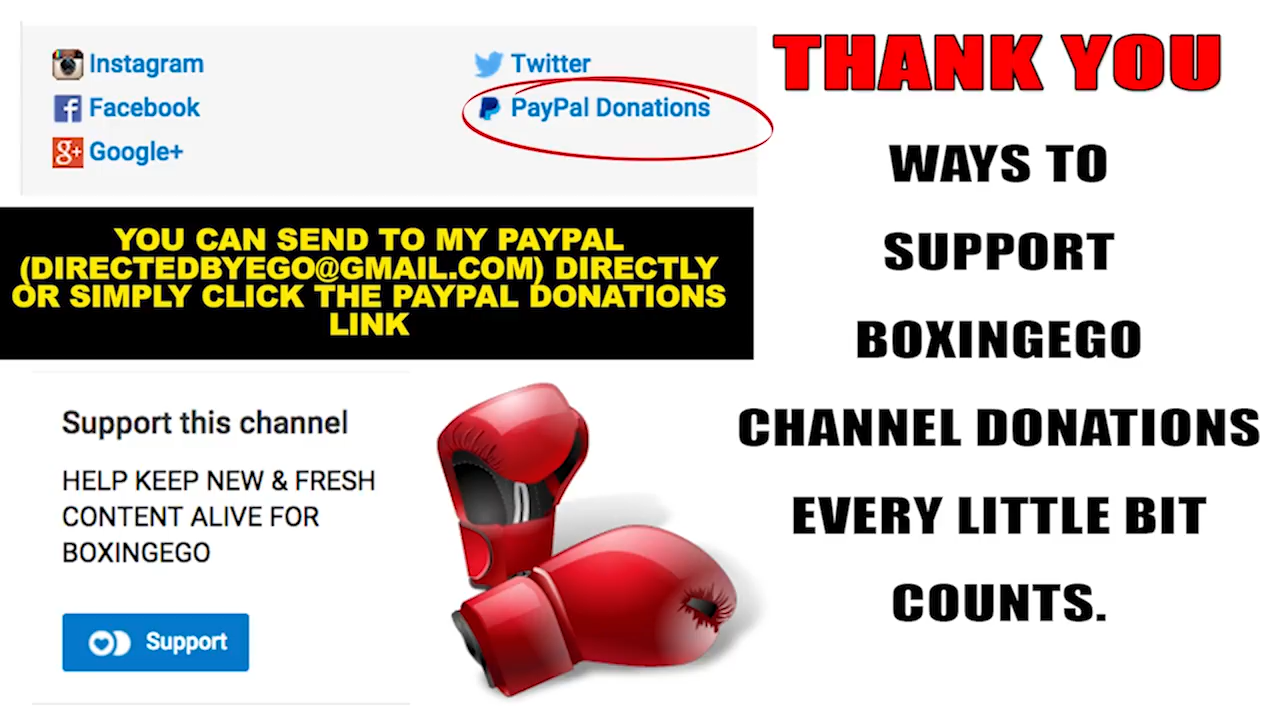 Instagram
Twitter
Facebook
PayPal Donations
Google+
YOU CAN SEND TO MY PAYPAL
(DIRECTEDBYEGO@GMAIL.COM) DIRECTLY
OR SIMPLY CLICK THE PAYPAL DONATIONS
LINK
Support this channel
HELP KEEP NEW & FRESH
CONTENT ALIVE FOR
BOXINGEGO
Support
THANK YOU
WAYS TO
SUPPORT
BOXINGEGO
CHANNEL DONATIONS
EVERY LITTLE BIT
COUNTS.